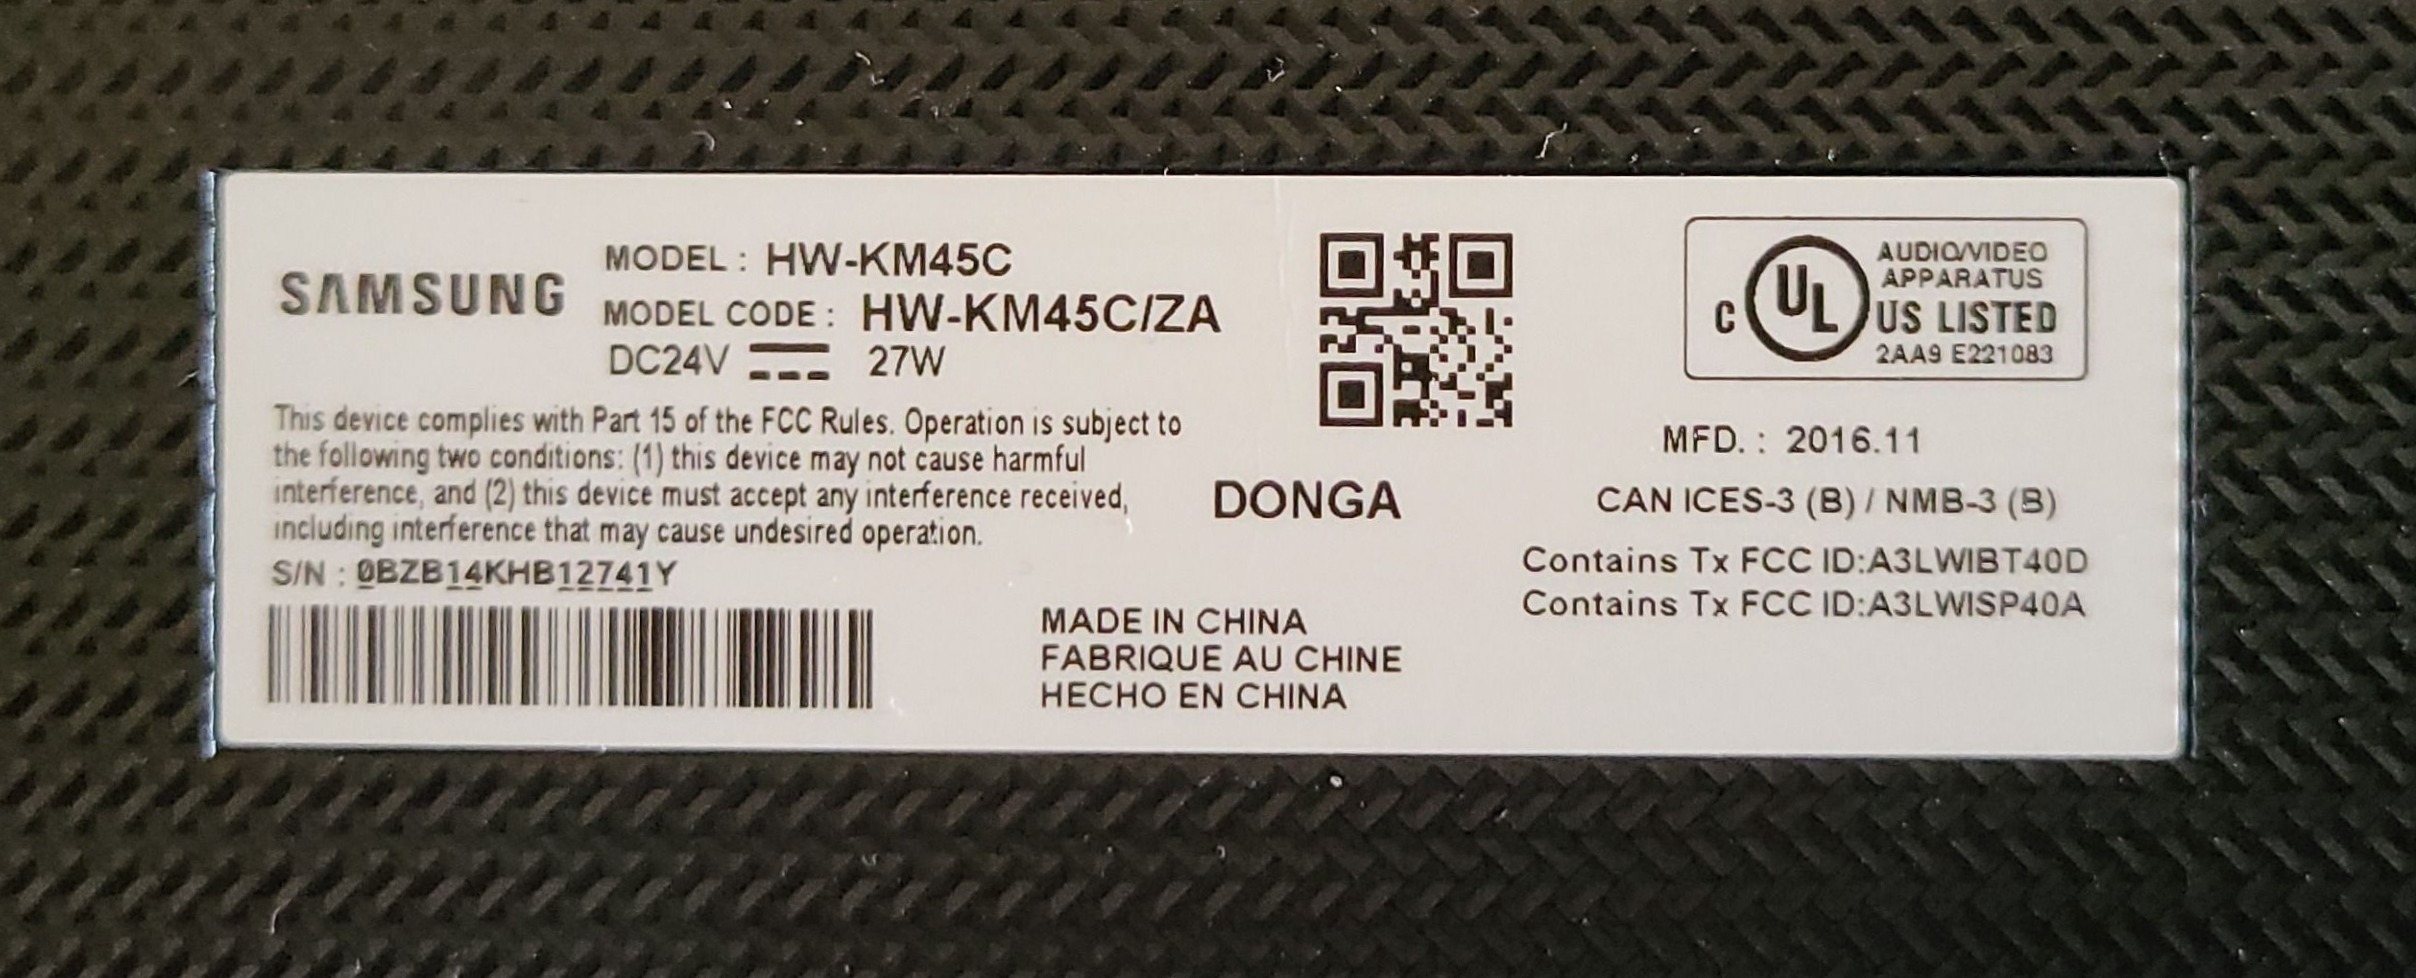 SAMSUNG
MODEL : HW-KM45C
MODEL CODE : HW-KM45C/ZA
DC24V 27W
This device complies with Part 15 of the FCC Rules. Operation is subject to
the following two conditions: (1) this device may not cause harmful
interference, and (2) this device must accept any interference received,
including interference that may cause undesired operation.
S/N : 0BZB14KHB12741Y
DONGA
MADE IN CHINA
FABRIQUE AU CHINE
HECHO EN CHINA
C UL US LISTED
AUDIO/VIDEO
APPARATUS
2AA9 E221083
MFD. : 2016.11
CAN ICES-3 (B) / NMB-3 (B)
Contains Tx FCC ID:A3LWIBT40D
Contains Tx FCC ID:A3LWISP40A